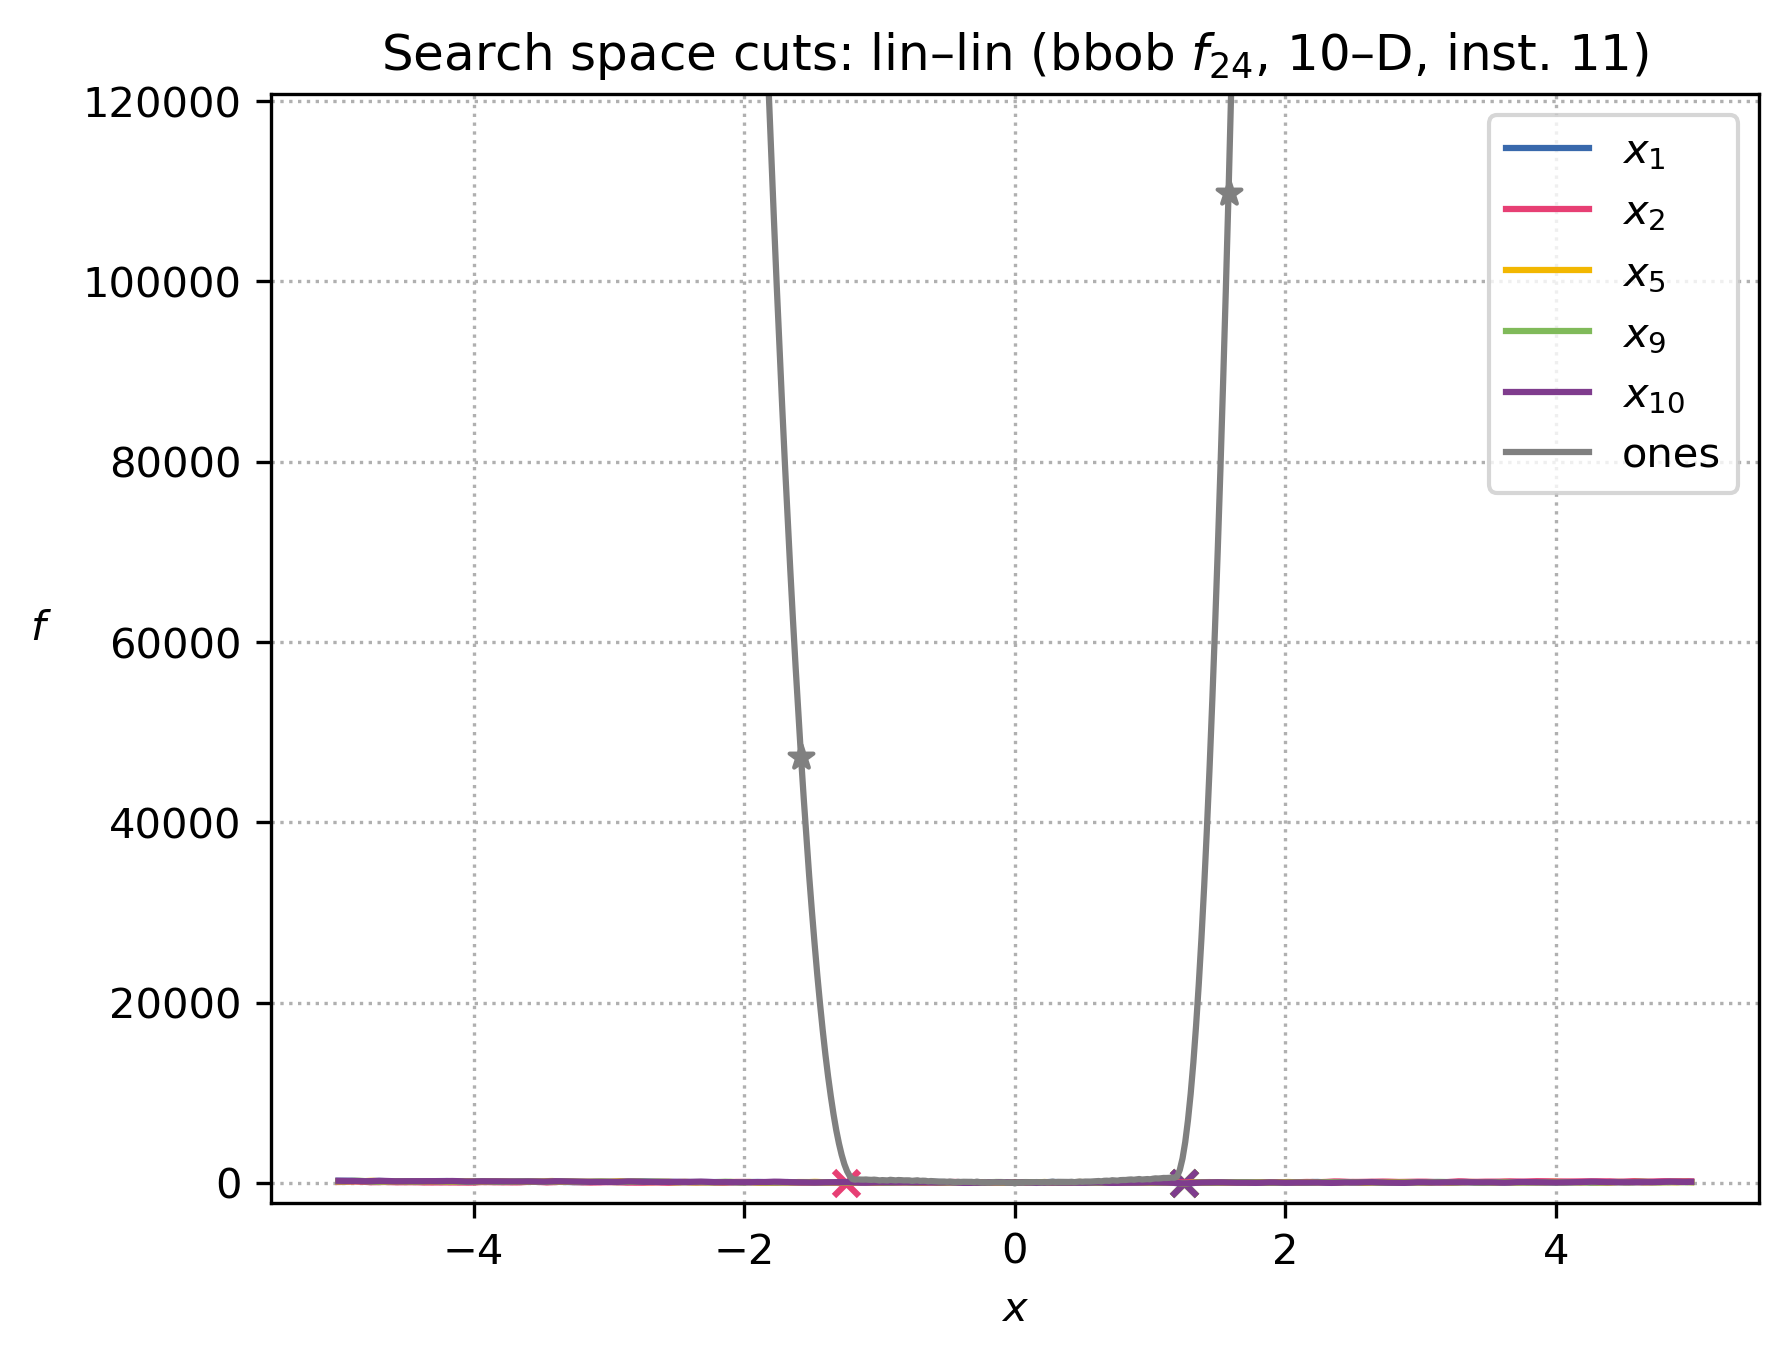 Search space cuts: lin–lin (bbob f24, 10–D, inst. 11)
120000
100000
80000
60000
40000
20000
0
f
−4
−2
0
2
4
x
x1
x2
x5
x9
x10
ones